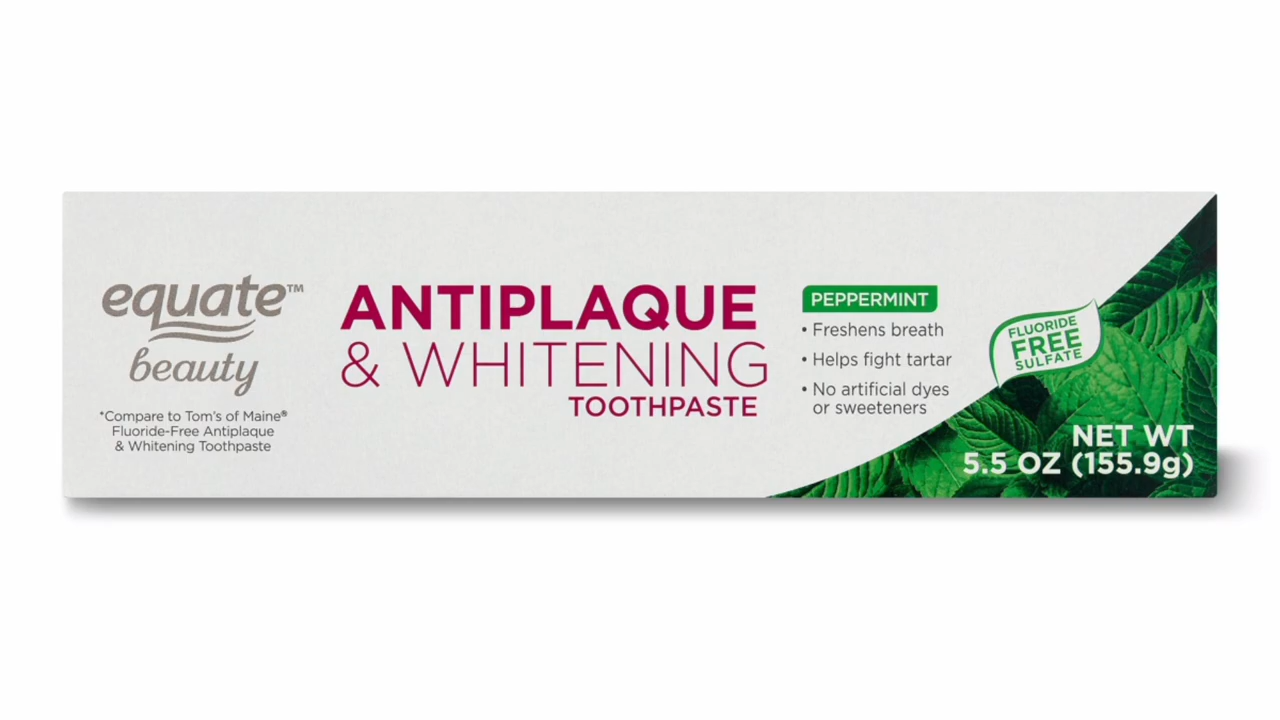 equate™
beauty
*Compare to Tom's of Maine®
Fluoride-Free Antiplaque
& Whitening Toothpaste
ANTIPLAQUE
& WHITENING
TOOTHPASTE
PEPPERMINT
• Freshens breath
• Helps fight tartar
• No artificial dyes
or sweeteners
FLUORIDE
FREE
SULFATE
NET WT
5.5 OZ (155.9g)